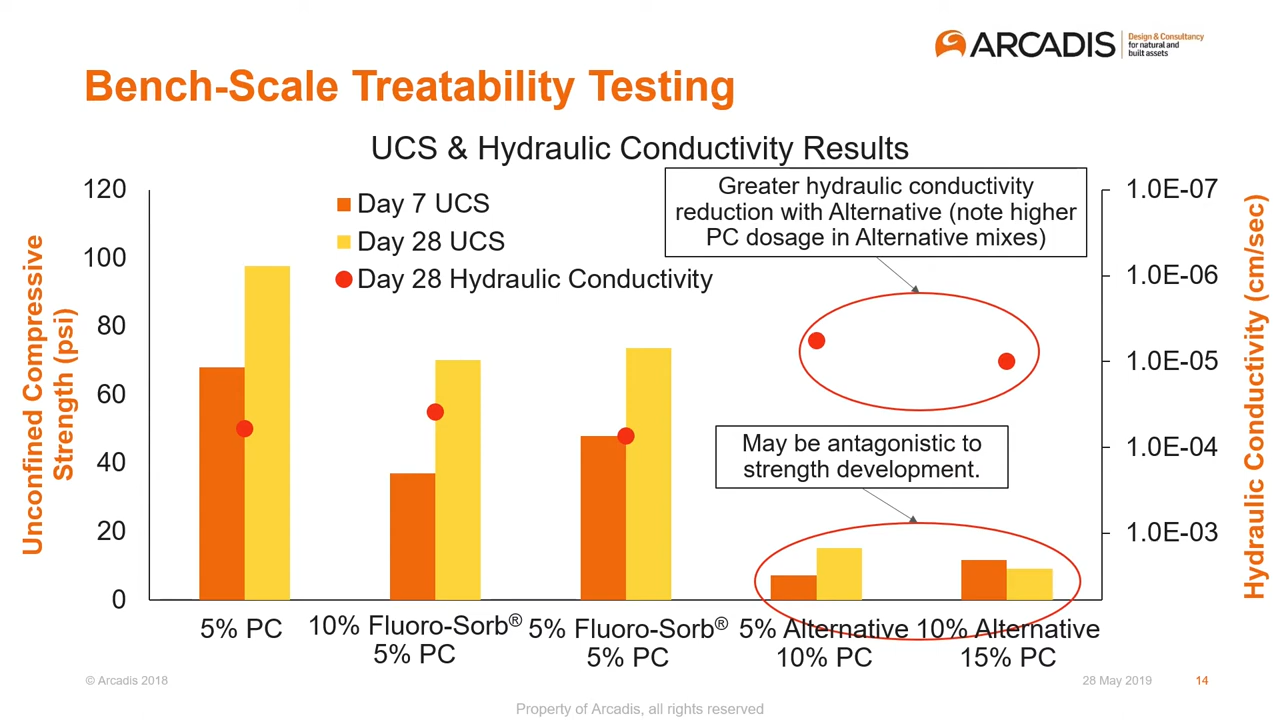 ARCADIS
Design & Consultancy
for natural and
built assets
Bench-Scale Treatability Testing
UCS & Hydraulic Conductivity Results
Greater hydraulic conductivity
reduction with Alternative (note higher
PC dosage in Alternative mixes)
Day 7 UCS
Day 28 UCS
Day 28 Hydraulic Conductivity
Unconfined Compressive
Strength (psi)
120
100
80
60
40
20
0
1.0E-07
1.0E-06
1.0E-05
1.0E-04
1.0E-03
Hydraulic Conductivity (cm/sec)
May be antagonistic to
strength development.
5% PC
10% Fluoro-Sorb®
5% PC
5% Fluoro-Sorb®
5% PC
5% Alternative
10% PC
10% Alternative
15% PC
© Arcadis 2018
28 May 2019
14
Property of Arcadis, all rights reserved